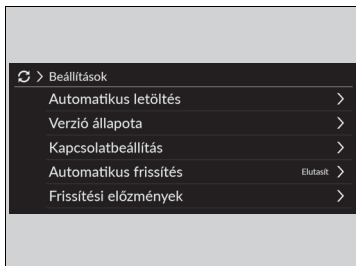 Beállítások
Automatikus letöltés
Verzió állapota
Kapcsolatbeállítás
Automatikus frissítés Elutasít
Frissítési előzmények